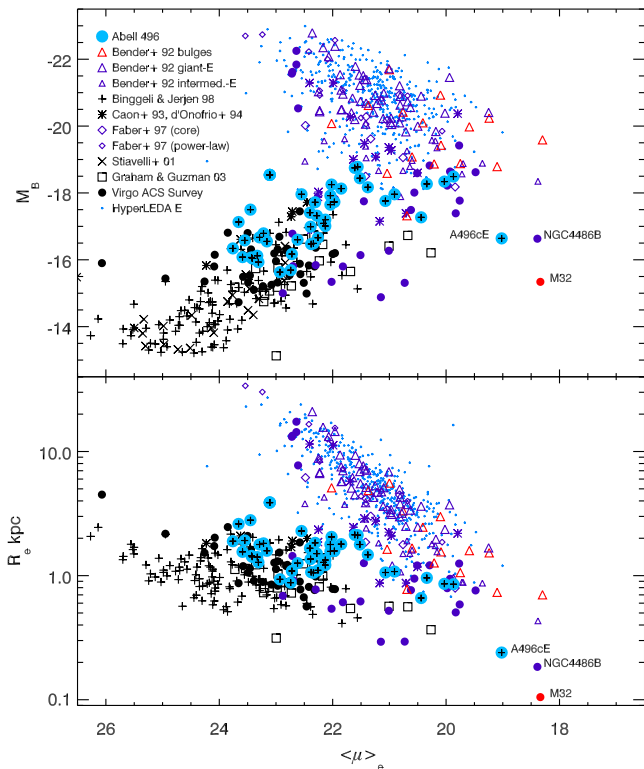 -22
-20
-18
-16
-14
M_B
Abell 496
Bender+ 92 bulges
Bender+ 92 giant-E
Bender+ 92 intermed.-E
Binggeli & Jerjen 98
Caon+ 93, d'Onofrio+ 94
Faber+ 97 (core)
Faber+ 97 (power-law)
Stiavelli+ 01
Graham & Guzman 03
Virgo ACS Survey
HyperLEDA E
A496cE
NGC4486B
M32
10.0
1.0
0.1
R_e kpc
A496cE
NGC4486B
M32
26
24
22
20
18
<μ>_e